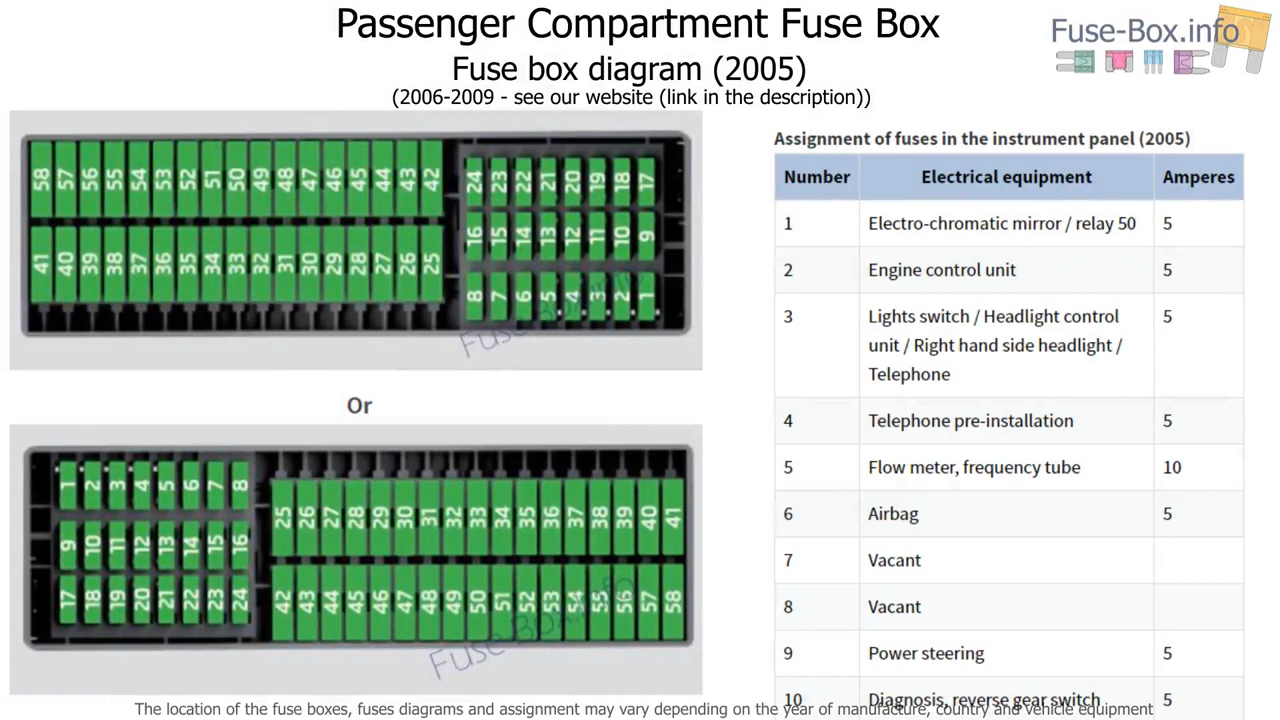 Passenger Compartment Fuse Box
Fuse box diagram (2005)
(2006-2009 - see our website (link in the description))
Fuse-Box.info
58 57 56 55 54 53 52 51 50 49 48 47 46 45 44 43 42
24 23 22 21 20 19 18 17
16 15 14 13 12 11 10 9
41 40 39 38 37 36 35 34 33 32 31 30 29 28 27 26 25
8 7 6 5 4 3 2 1
Fuse-Box.info
Or
1 2 3 4 5 6 7 8
25 26 27 28 29 30 31 32 33 34 35 36 37 38 39 40 41
9 10 11 12 13 14 15 16
17 18 19 20 21 22 23 24
42 43 44 45 46 47 48 49 50 51 52 53 54 55 56 57 58
Fuse-Box.info
Assignment of fuses in the instrument panel (2005)
Number Electrical equipment Amperes
1 Electro-chromatic mirror / relay 50 5
2 Engine control unit 5
3 Lights switch / Headlight control 5
unit / Right hand side headlight /
Telephone
4 Telephone pre-installation 5
5 Flow meter, frequency tube 10
6 Airbag 5
7 Vacant
8 Vacant
9 Power steering 5
10 Diagnosis, reverse gear switch 5
The location of the fuse boxes, fuses diagrams and assignment may vary depending on the year of manufacture, country and vehicle equipment